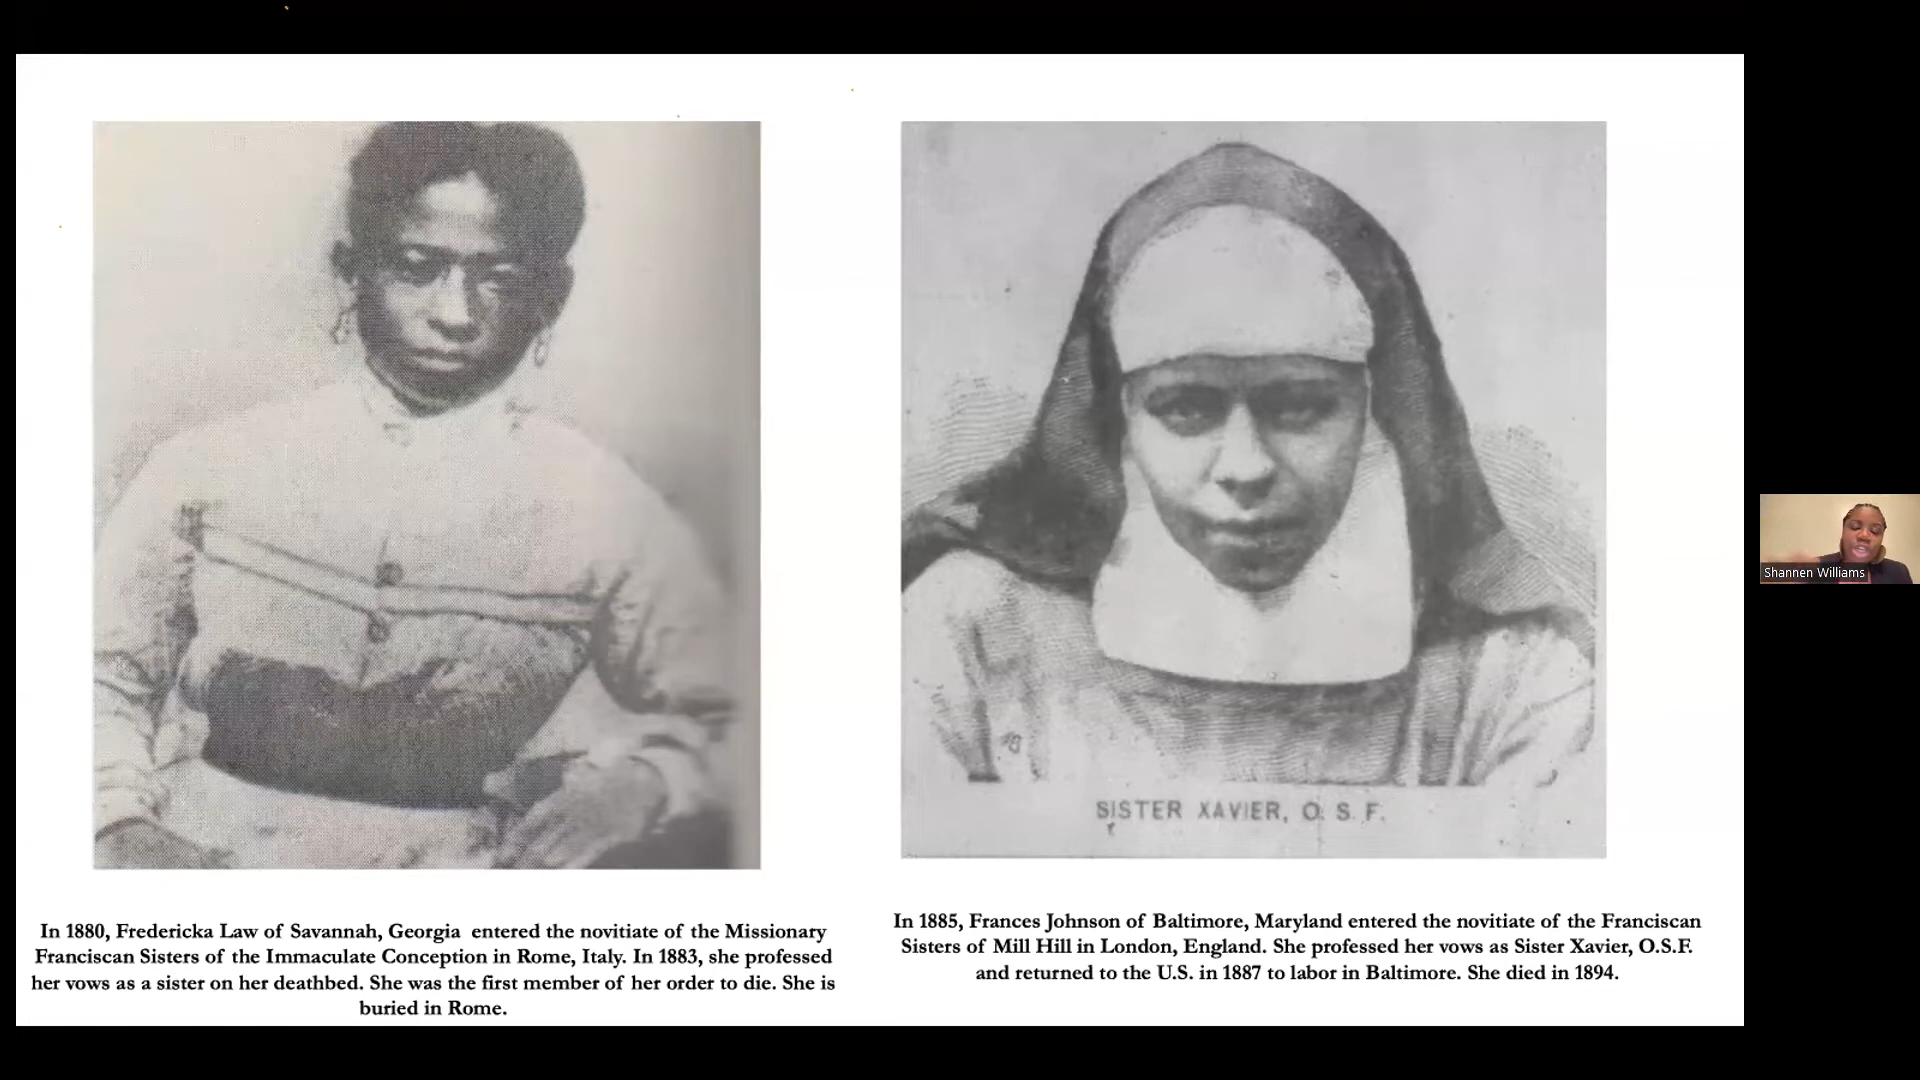 SISTER XAVIER, O. S. F.
In 1880, Fredericka Law of Savannah, Georgia entered the novitiate of the Missionary
Franciscan Sisters of the Immaculate Conception in Rome, Italy. In 1883, she professed
her vows as a sister on her deathbed. She was the first member of her order to die. She is
buried in Rome.
In 1885, Frances Johnson of Baltimore, Maryland entered the novitiate of the Franciscan
Sisters of Mill Hill in London, England. She professed her vows as Sister Xavier, O.S.F.
and returned to the U.S. in 1887 to labor in Baltimore. She died in 1894.
Shannen Williams